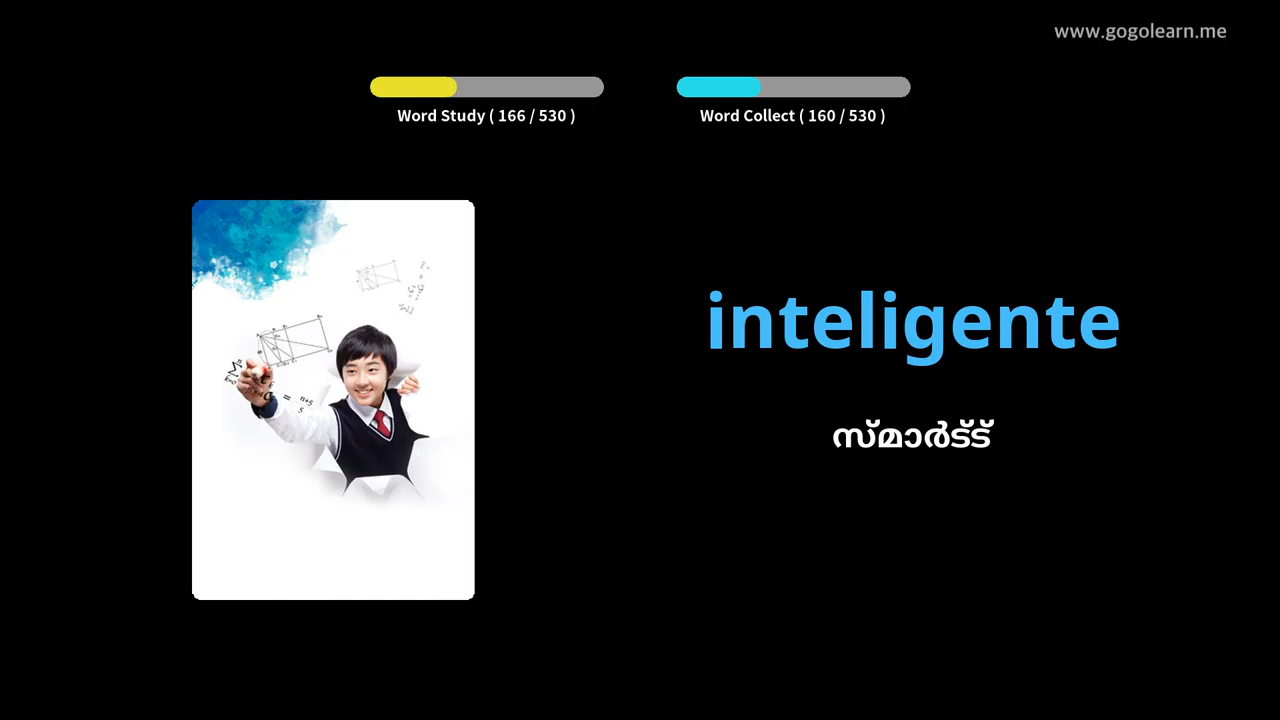 www.gogolearn.me
Word Study ( 166 / 530 )
Word Collect ( 160 / 530 )
inteligente
സ്മാർട്ട്